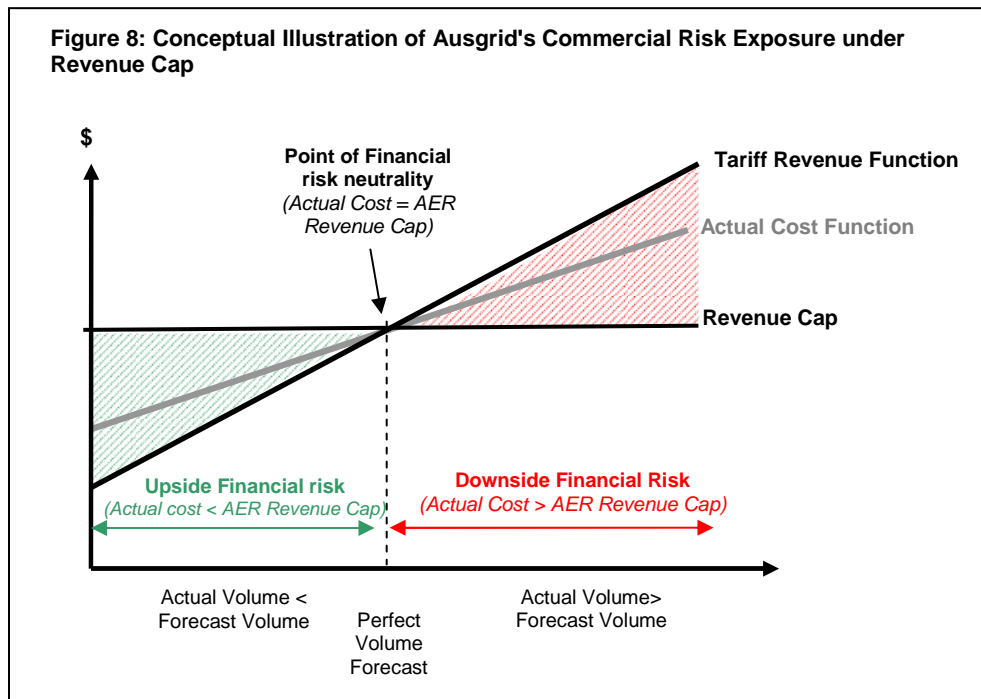 Figure 8: Conceptual Illustration of Ausgrid's Commercial Risk Exposure under
Revenue Cap
$
Point of Financial
risk neutrality
(Actual Cost = AER
Revenue Cap)
Tariff Revenue Function
Actual Cost Function
Revenue Cap
Upside Financial risk
(Actual cost < AER Revenue Cap)
Downside Financial Risk
(Actual Cost > AER Revenue Cap)
Actual Volume <
Forecast Volume
Perfect
Volume
Forecast
Actual Volume>
Forecast Volume